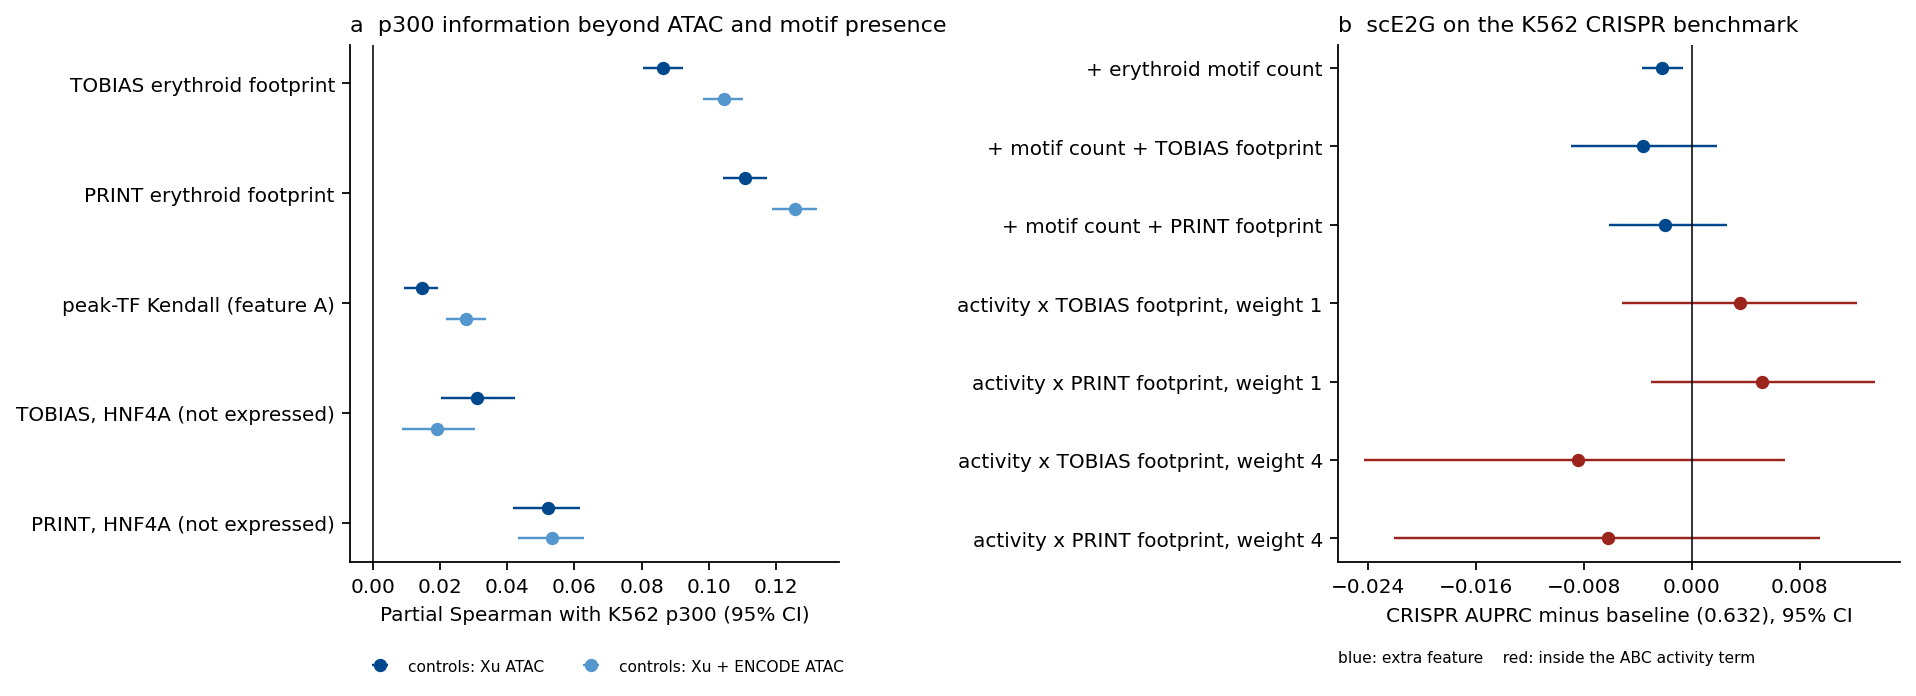 a p300 information beyond ATAC and motif presence
TOBIAS erythroid footprint
PRINT erythroid footprint
peak-TF Kendall (feature A)
TOBIAS, HNF4A (not expressed)
PRINT, HNF4A (not expressed)
0.00 0.02 0.04 0.06 0.08 0.10 0.12
Partial Spearman with K562 p300 (95% CI)
controls: Xu ATAC
controls: Xu + ENCODE ATAC
b scE2G on the K562 CRISPR benchmark
+ erythroid motif count
+ motif count + TOBIAS footprint
+ motif count + PRINT footprint
activity x TOBIAS footprint, weight 1
activity x PRINT footprint, weight 1
activity x TOBIAS footprint, weight 4
activity x PRINT footprint, weight 4
−0.024 −0.016 −0.008 0.000 0.008
CRISPR AUPRC minus baseline (0.632), 95% CI
blue: extra feature red: inside the ABC activity term